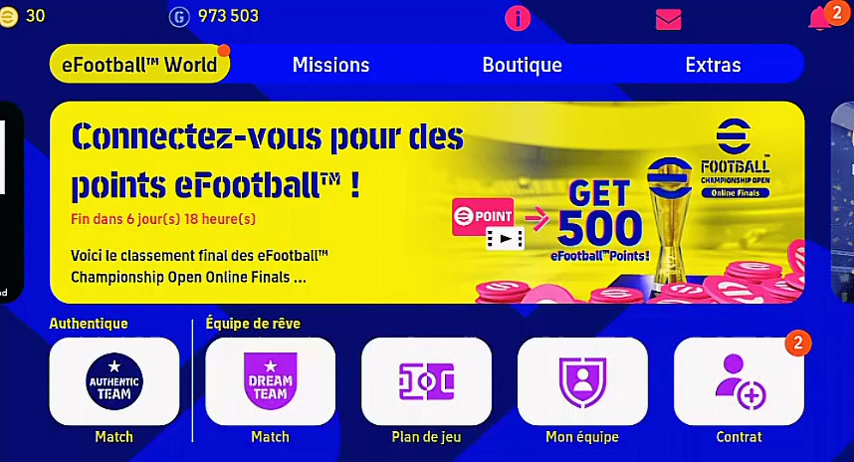 30
973 503
2
eFootball™ World
Missions
Boutique
Extras
Connectez-vous pour des
points eFootball™ !
Fin dans 6 jour(s) 18 heure(s)
Voici le classement final des eFootball™
Championship Open Online Finals ...
POINT
GET
500
eFootball™Points!
FOOTBALL™
CHAMPIONSHIP OPEN
Online Finals
Authentique
Équipe de rêve
2
AUTHENTIC
TEAM
DREAM
TEAM
Match
Match
Plan de jeu
Mon équipe
Contrat